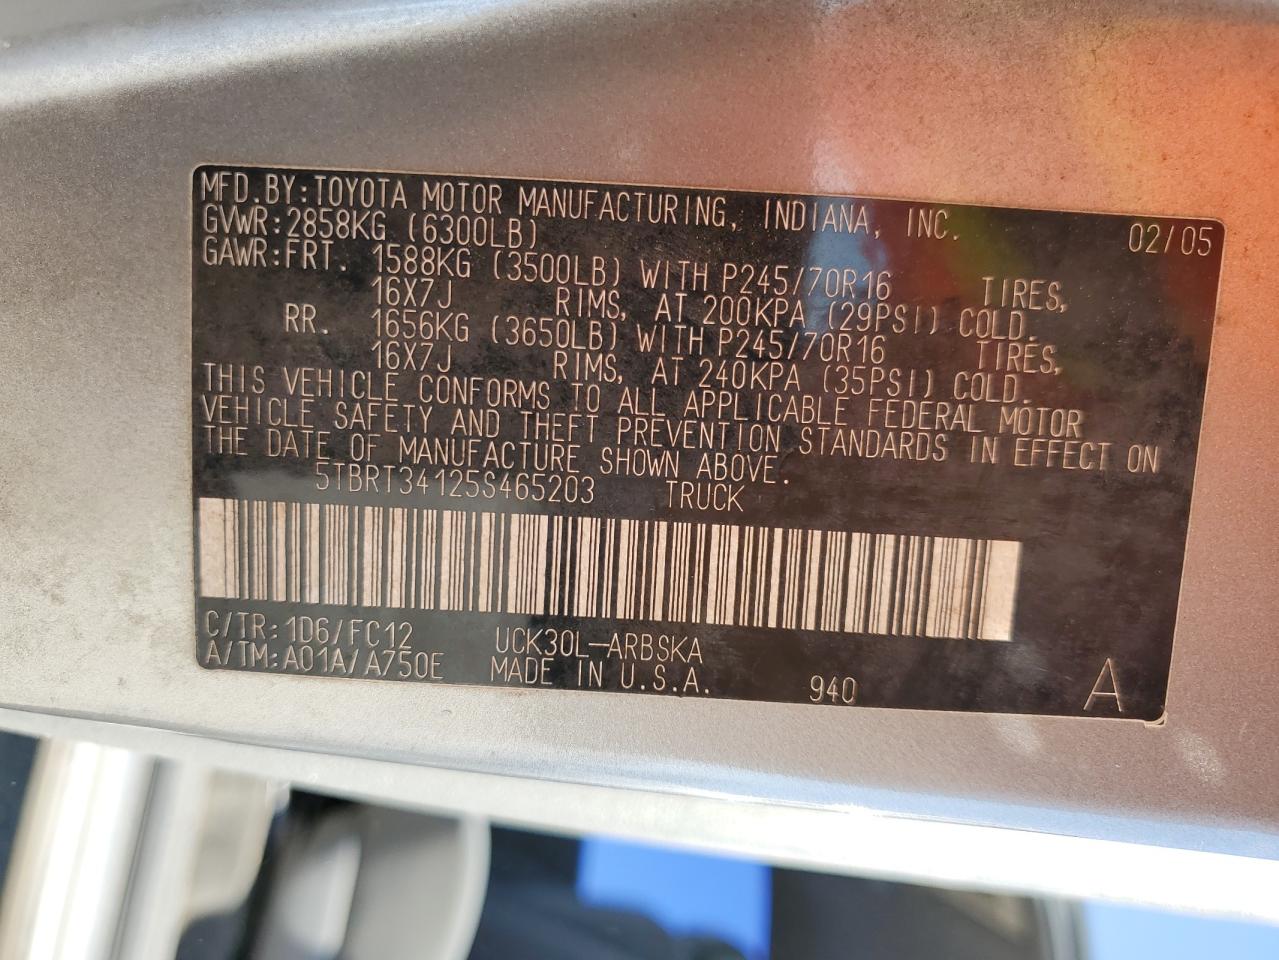 MFD.BY:TOYOTA MOTOR MANUFACTURING, INDIANA, INC.
GVWR:2858KG (6300LB) 02/05
GAWR:FRT. 1588KG (3500LB) WITH P245/70R16 TIRES,
16X7J RIMS, AT 200KPA (29PSI) COLD.
RR. 1656KG (3650LB) WITH P245/70R16 TIRES,
16X7J RIMS, AT 240KPA (35PSI) COLD.
THIS VEHICLE CONFORMS TO ALL APPLICABLE FEDERAL MOTOR
VEHICLE SAFETY AND THEFT PREVENTION STANDARDS IN EFFECT ON
THE DATE OF MANUFACTURE SHOWN ABOVE.
5TBRT34125S465203 TRUCK
C/TR:1D6/FC12 UCK30L-ARBSKA
A/TM:A01A/A750E MADE IN U.S.A. 940 A